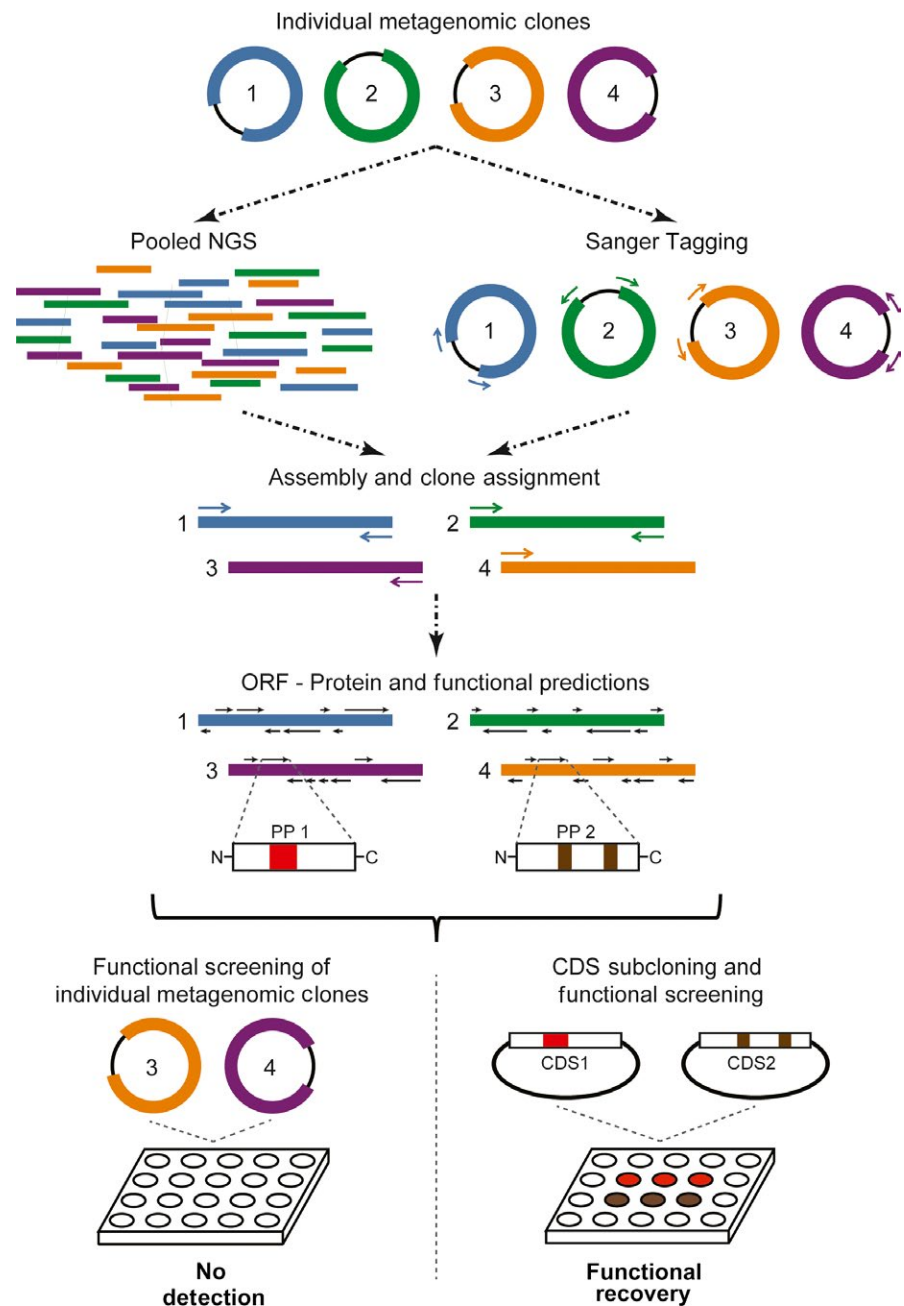 Individual metagenomic clones
1 2 3 4
Pooled NGS
Sanger Tagging
1 2 3 4
Assembly and clone assignment
1 2
3 4
ORF - Protein and functional predictions
1 2
3 4
PP 1 PP 2
N C N C
Functional screening of
individual metagenomic clones
3 4
No
detection
CDS subcloning and
functional screening
CDS1 CDS2
Functional
recovery